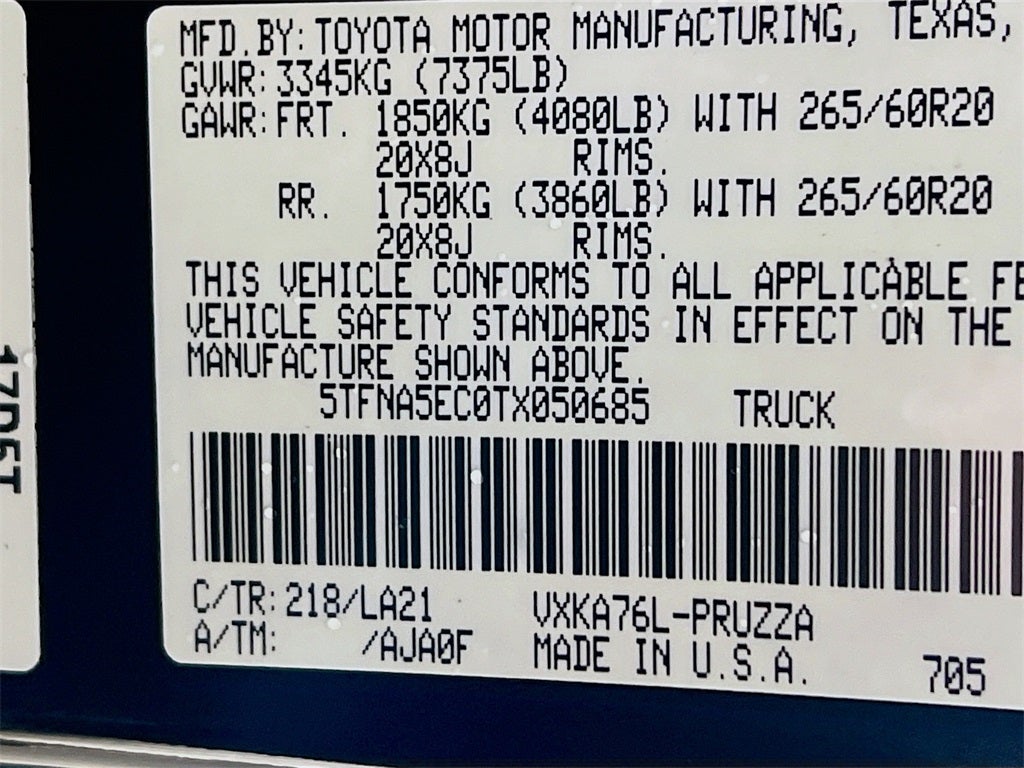 MFD.BY: TOYOTA MOTOR MANUFACTURING, TEXAS,
GVWR: 3345KG (7375LB)
GAWR: FRT. 1850KG (4080LB) WITH 265/60R20
20X8J RIMS.
RR. 1750KG (3860LB) WITH 265/60R20
20X8J RIMS.
THIS VEHICLE CONFORMS TO ALL APPLICABLE FE
VEHICLE SAFETY STANDARDS IN EFFECT ON THE
MANUFACTURE SHOWN ABOVE.
5TFNA5EC0TX050685 TRUCK
C/TR: 218/LA21 VXKA76L-PRUZZA
A/TM: /AJA0F MADE IN U.S.A. 705